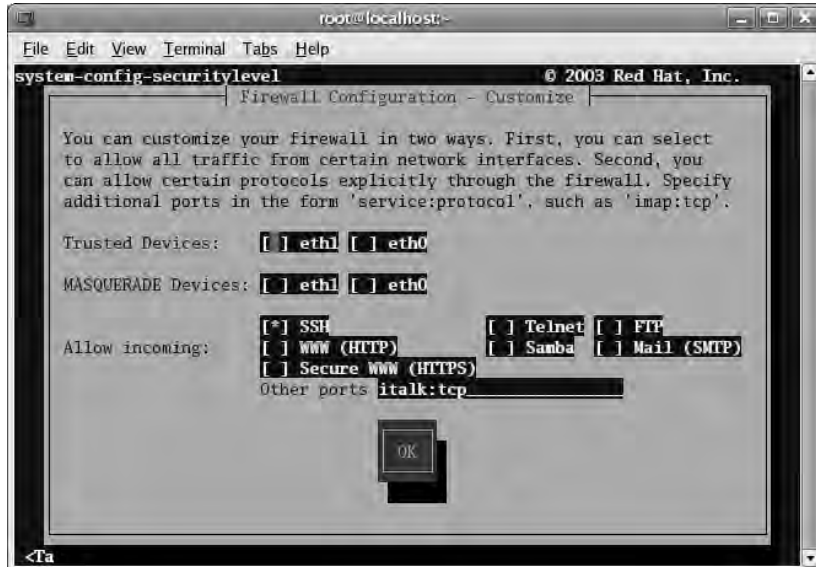 root@localhost:~
File Edit View Terminal Tabs Help
system-config-securitylevel © 2003 Red Hat, Inc.
Firewall Configuration - Customize
You can customize your firewall in two ways. First, you can select
to allow all traffic from certain network interfaces. Second, you
can allow certain protocols explicitly through the firewall. Specify
additional ports in the form 'service:protocol', such as 'imap:tcp'.
Trusted Devices: [ ] eth1 [ ] eth0
MASQUERADE Devices: [ ] eth1 [ ] eth0
[*] SSH [ ] Telnet [ ] FTP
Allow incoming: [ ] WWW (HTTP) [ ] Samba [ ] Mail (SMTP)
[ ] Secure WWW (HTTPS)
Other ports italk:tcp
OK
<Ta